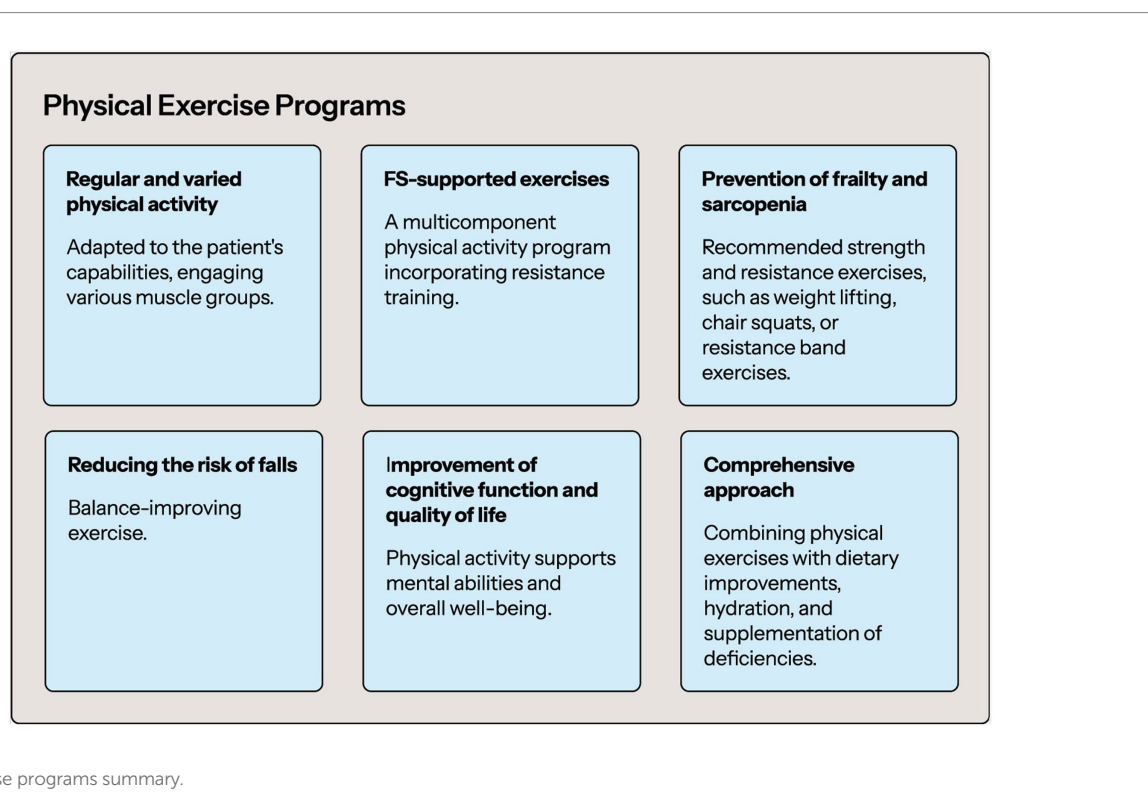 Physical Exercise Programs
Regular and varied
physical activity
Adapted to the patient's
capabilities, engaging
various muscle groups.
FS-supported exercises
A multicomponent
physical activity program
incorporating resistance
training.
Prevention of frailty and
sarcopenia
Recommended strength
and resistance exercises,
such as weight lifting,
chair squats, or
resistance band
exercises.
Reducing the risk of falls
Balance-improving
exercise.
Improvement of
cognitive function and
quality of life
Physical activity supports
mental abilities and
overall well-being.
Comprehensive
approach
Combining physical
exercises with dietary
improvements,
hydration, and
supplementation of
deficiencies.
programs summary.